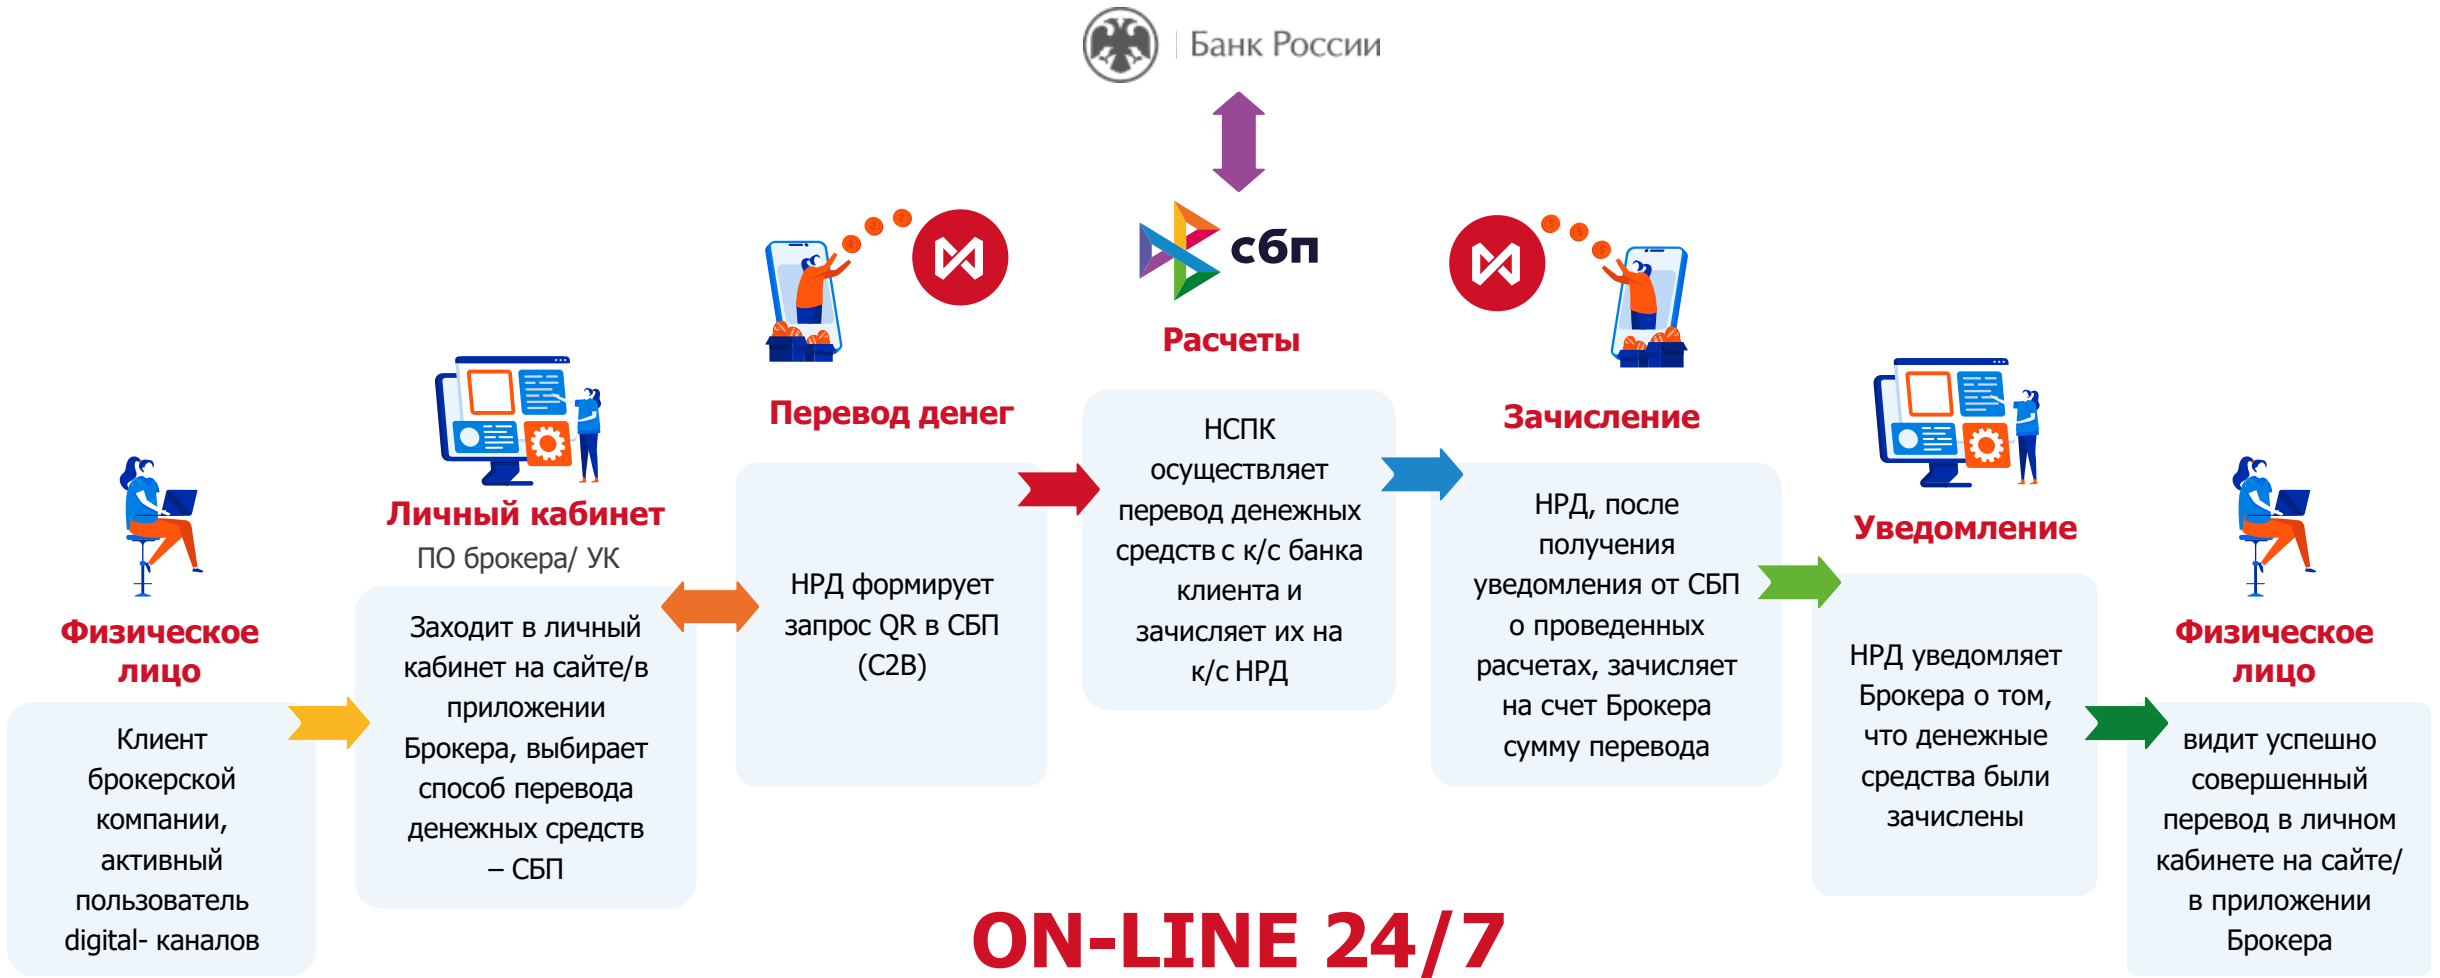 Банк России
сбп
Расчеты
НСПК
осуществляет
перевод денежных
средств с к/с банка
клиента и
зачисляет их на
к/с НРД
Перевод денег
НРД формирует
запрос QR в СБП
(C2B)
Зачисление
НРД, после
получения
уведомления от СБП
о проведенных
расчетах, зачисляет
на счет Брокера
сумму перевода
Личный кабинет
ПО брокера/ УК
Заходит в личный
кабинет на сайте/в
приложении
Брокера, выбирает
способ перевода
денежных средств
– СБП
Уведомление
НРД уведомляет
Брокера о том,
что денежные
средства были
зачислены
Физическое
лицо
Клиент
брокерской
компании,
активный
пользователь
digital- каналов
Физическое
лицо
видит успешно
совершенный
перевод в личном
кабинете на сайте/
в приложении
Брокера
ON-LINE 24/7